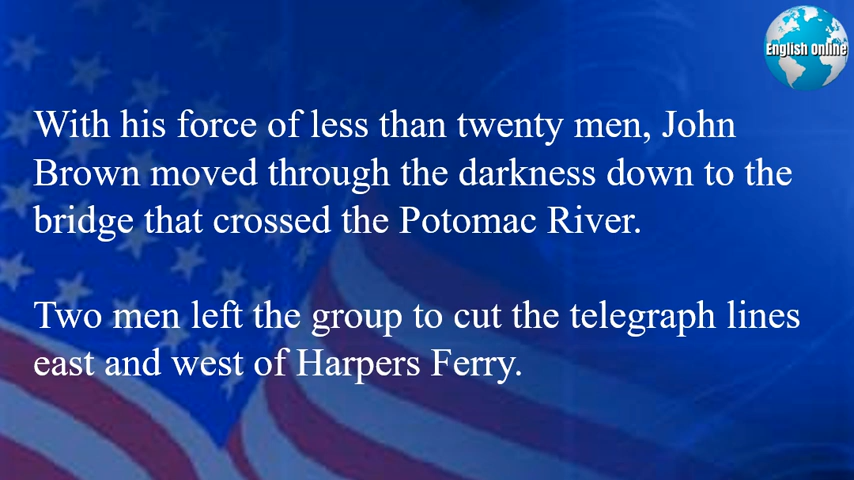 English Online
With his force of less than twenty men, John
Brown moved through the darkness down to the
bridge that crossed the Potomac River.
Two men left the group to cut the telegraph lines
east and west of Harpers Ferry.